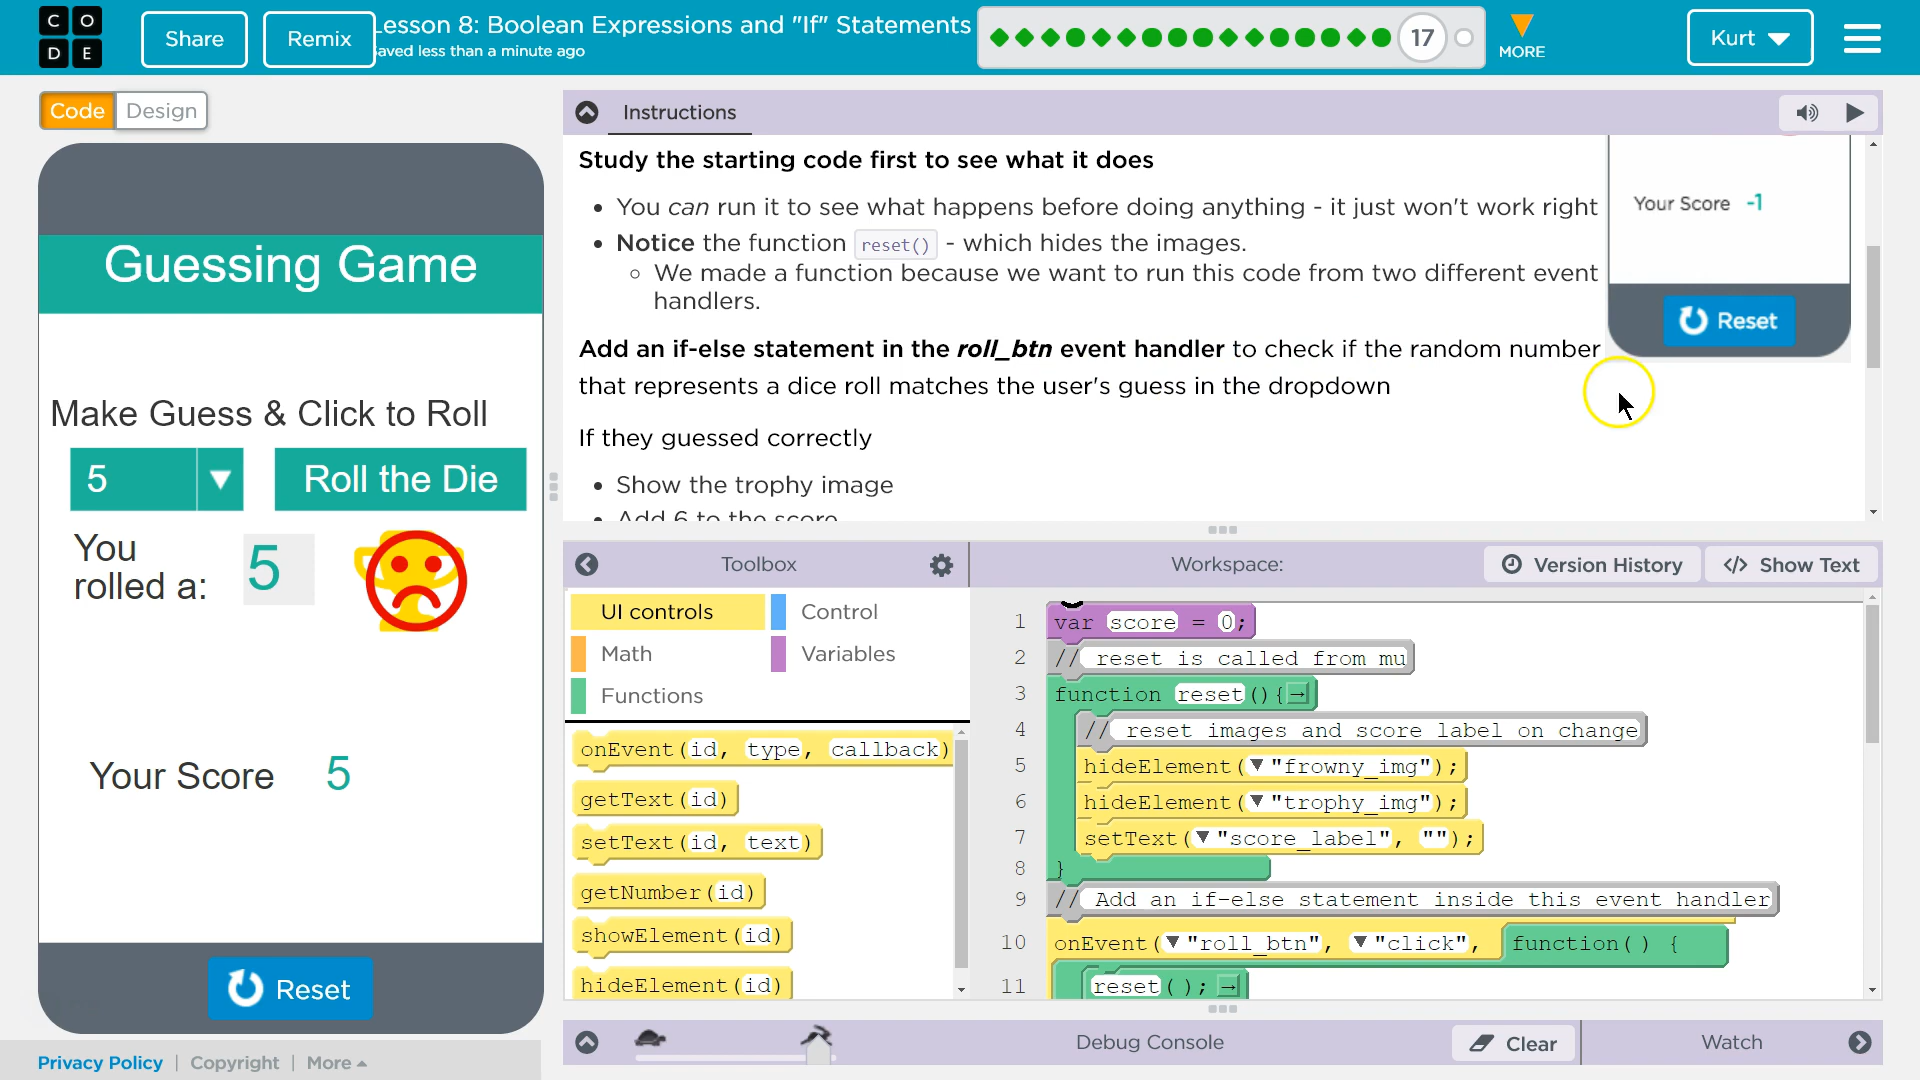 CODE
Share
Remix
Lesson 8: Boolean Expressions and "If" Statements
Saved less than a minute ago
17
MORE
Kurt
Code
Design
Guessing Game
Make Guess & Click to Roll
5
Roll the Die
You
rolled a:
5
Your Score 5
Reset
Privacy Policy | Copyright | More
Instructions
Study the starting code first to see what it does
You can run it to see what happens before doing anything - it just won't work right
Notice the function reset() - which hides the images.
We made a function because we want to run this code from two different event
handlers.
Add an if-else statement in the roll_btn event handler to check if the random number
that represents a dice roll matches the user's guess in the dropdown
If they guessed correctly
Show the trophy image
Add 6 to the score
Your Score -1
Reset
Toolbox
UI controls
Control
Math
Variables
Functions
onEvent(id, type, callback)
getText(id)
setText(id, text)
getNumber(id)
showElement(id)
hideElement(id)
Workspace:
Version History
</> Show Text
1 var score = 0;
2 // reset is called from mu
3 function reset(){
4 // reset images and score label on change
5 hideElement("frowny_img");
6 hideElement("trophy_img");
7 setText("score_label", "");
8 }
9 // Add an if-else statement inside this event handler
10 onEvent("roll_btn", "click", function() {
11 reset();
Debug Console
Clear
Watch